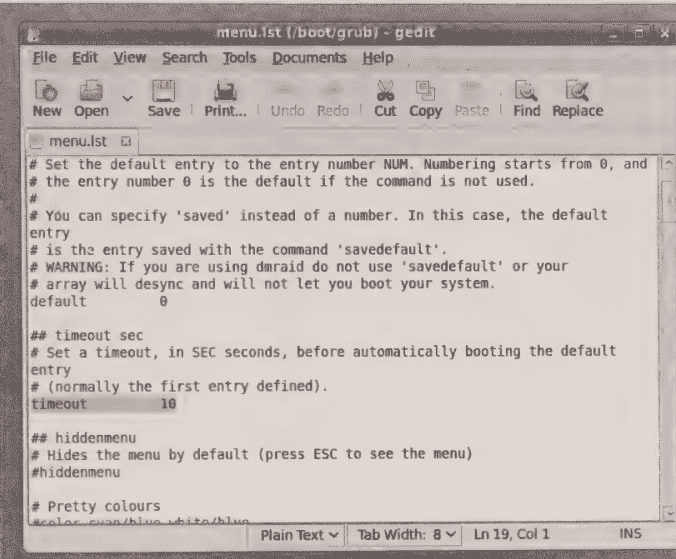 menu.lst (/boot/grub) - gedit
File Edit View Search Tools Documents Help
New Open Save Print... Undo Redo Cut Copy Paste Find Replace
menu.lst
# Set the default entry to the entry number NUM. Numbering starts from 0, and
# the entry number 0 is the default if the command is not used.
#
# You can specify 'saved' instead of a number. In this case, the default
entry
# is the entry saved with the command 'savedefault'.
# WARNING: If you are using dmraid do not use 'savedefault' or your
# array will desync and will not let you boot your system.
default 0
## timeout sec
# Set a timeout, in SEC seconds, before automatically booting the default
entry
# (normally the first entry defined).
timeout 10
## hiddenmenu
# Hides the menu by default (press ESC to see the menu)
#hiddenmenu
# Pretty colours
#color cyan/blue white/blue
Plain Text Tab Width: 8 Ln 19, Col 1 INS